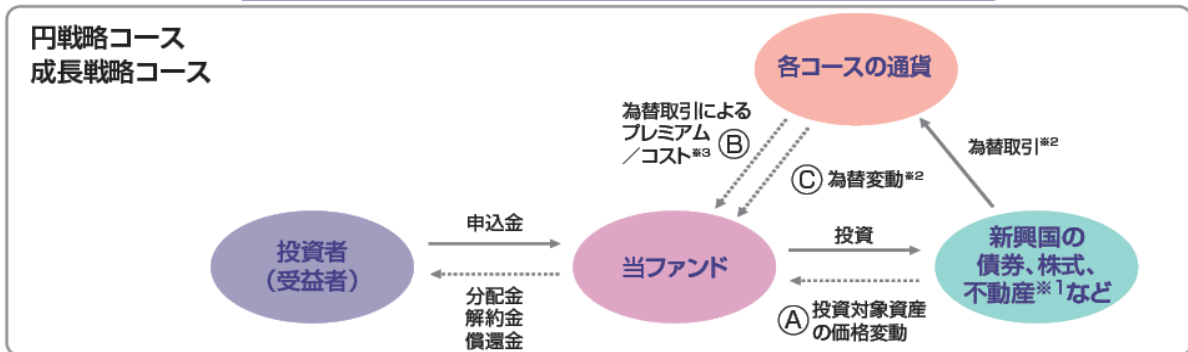 円戦略コース
成長戦略コース
各コースの通貨
為替取引による
プレミアム
／コスト※3 Ⓑ
Ⓒ 為替変動※2
為替取引※2
投資者
（受益者）
申込金
分配金
解約金
償還金
当ファンド
投資
Ⓐ 投資対象資産
の価格変動
新興国の
債券、株式、
不動産※1など